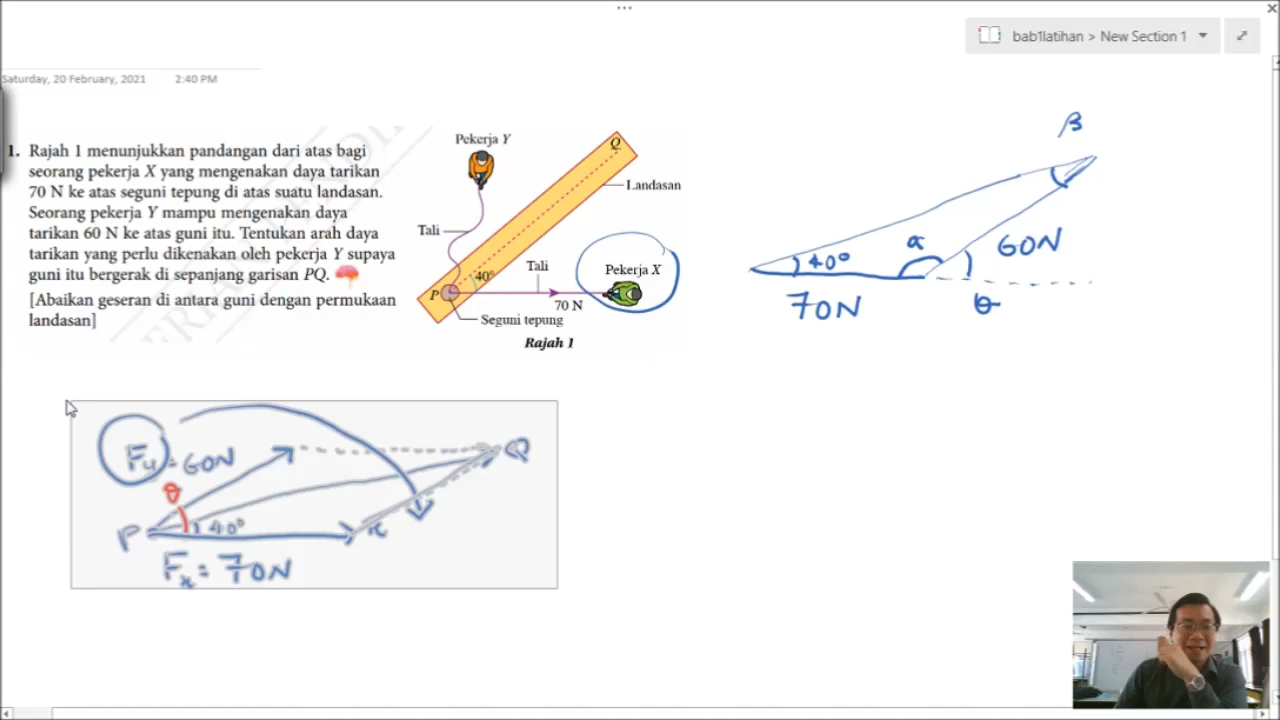 bab1latihan > New Section 1
Saturday, 20 February, 2021 2:40 PM
1. Rajah 1 menunjukkan pandangan dari atas bagi
seorang pekerja X yang mengenakan daya tarikan
70 N ke atas seguni tepung di atas suatu landasan.
Seorang pekerja Y mampu mengenakan daya
tarikan 60 N ke atas guni itu. Tentukan arah daya
tarikan yang perlu dikenakan oleh pekerja Y supaya
guni itu bergerak di sepanjang garisan PQ.
[Abaikan geseran di antara guni dengan permukaan
landasan]
Pekerja Y
Q
Landasan
Tali
40°
Tali
Pekerja X
P
70 N
Seguni tepung
Rajah 1
β
40°
α
60N
70N
θ
Fy = 60N
Q
θ
P
40°
Fx = 70N